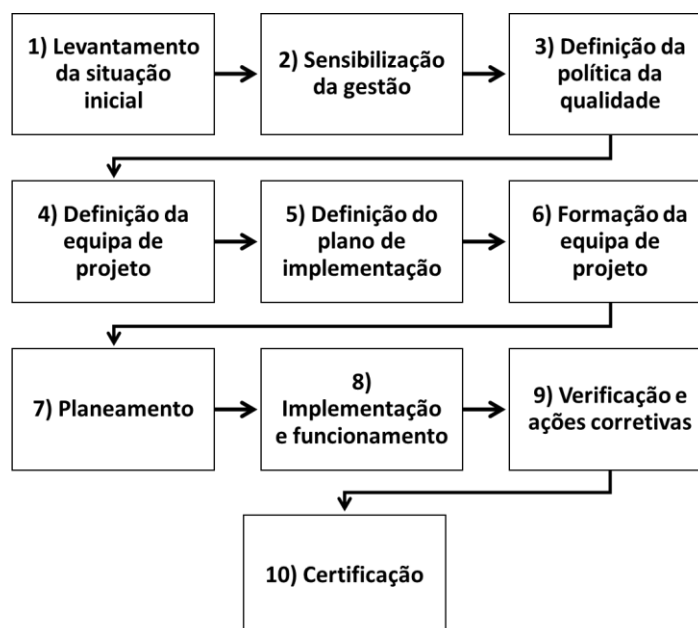 1) Levantamento
da situação
inicial
2) Sensibilização
da gestão
3) Definição da
política da
qualidade
4) Definição da
equipa de
projeto
5) Definição do
plano de
implementação
6) Formação da
equipa de
projeto
7) Planeamento
8)
Implementação
e funcionamento
9) Verificação e
ações corretivas
10) Certificação